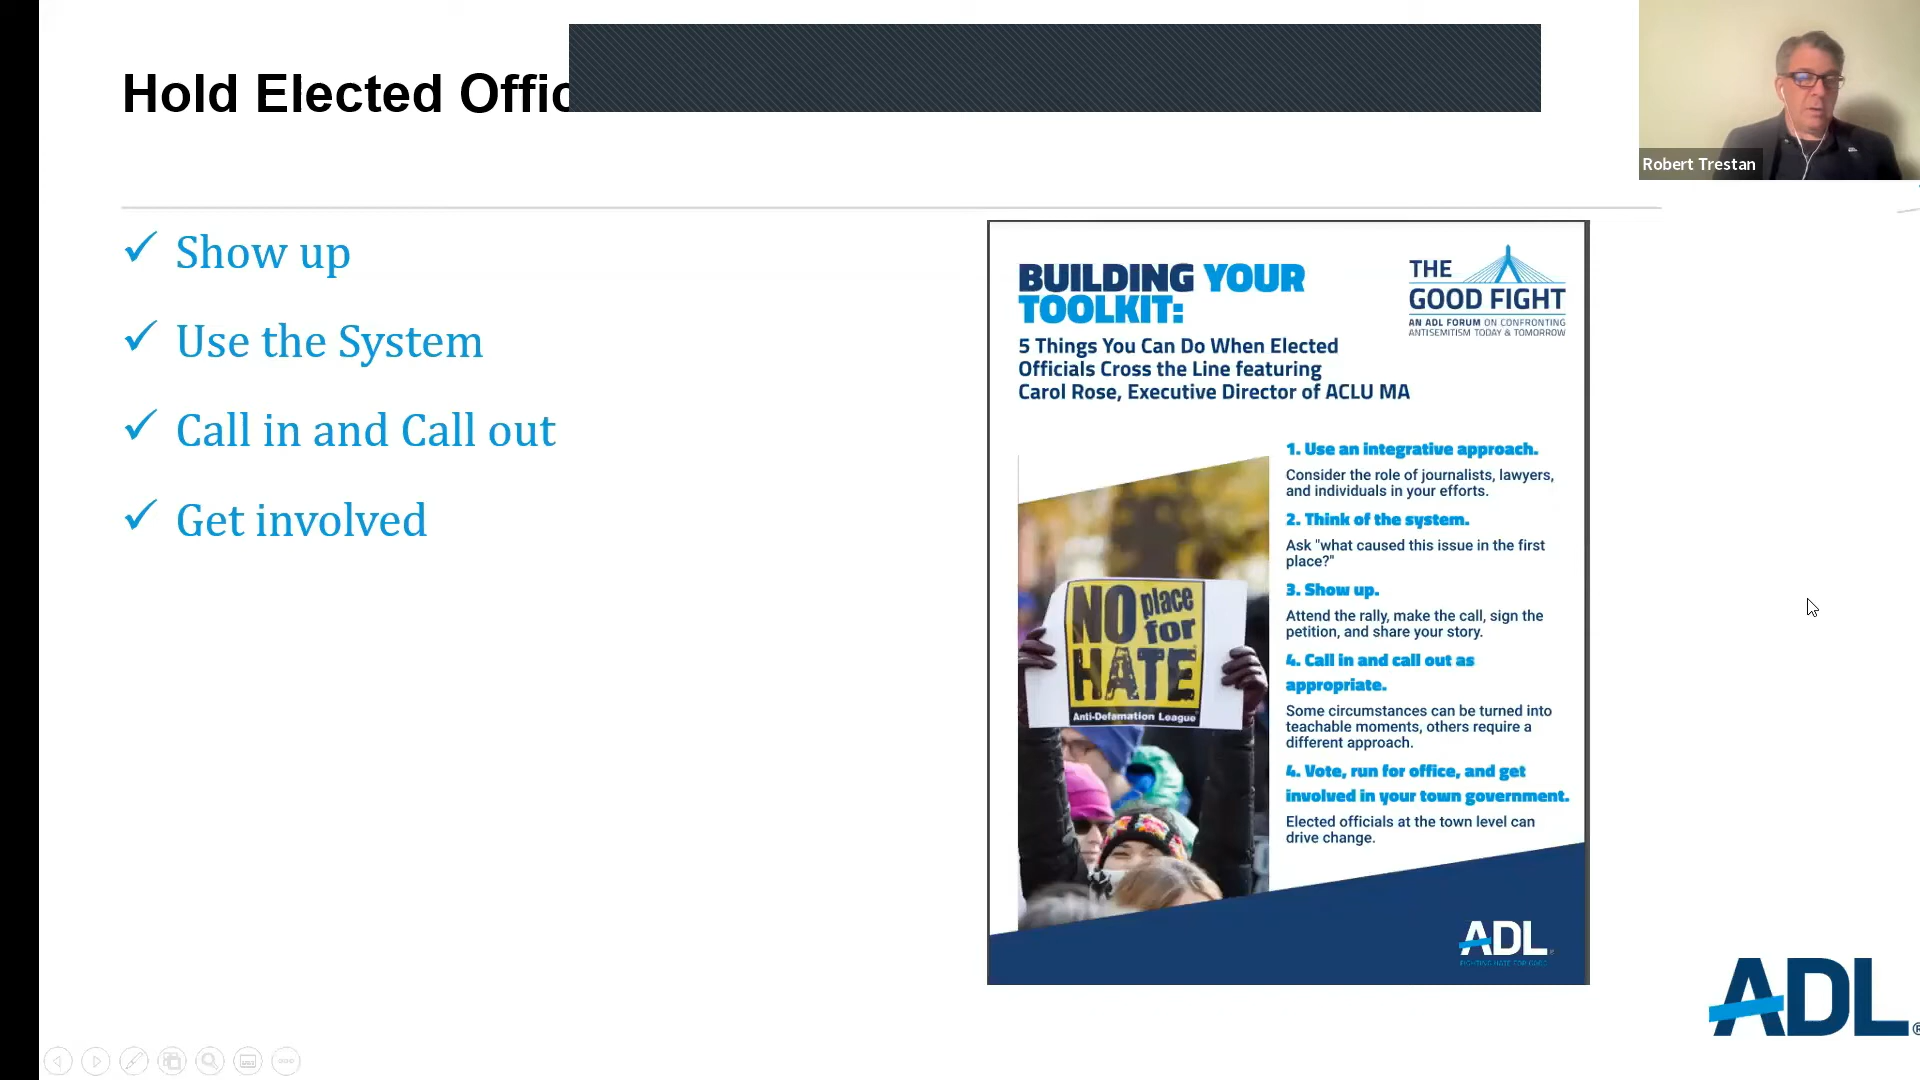 Hold Elected Offic
Robert Trestan
✓ Show up
✓ Use the System
✓ Call in and Call out
✓ Get involved
BUILDING YOUR
TOOLKIT:
5 Things You Can Do When Elected
Officials Cross the Line featuring
Carol Rose, Executive Director of ACLU MA
THE
GOOD FIGHT
AN ADL FORUM ON CONFRONTING
ANTISEMITISM TODAY & TOMORROW
1. Use an integrative approach.
Consider the role of journalists, lawyers,
and individuals in your efforts.
2. Think of the system.
Ask "what caused this issue in the first
place?"
3. Show up.
Attend the rally, make the call, sign the
petition, and share your story.
4. Call in and call out as
appropriate.
Some circumstances can be turned into
teachable moments, others require a
different approach.
4. Vote, run for office, and get
involved in your town government.
Elected officials at the town level can
drive change.
NO place
for
HATE
Anti-Defamation League
ADL
FIGHTING HATE FOR GOOD
ADL®